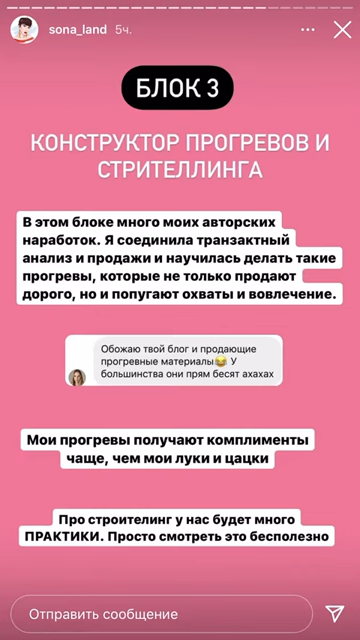 sona_land 5ч.
БЛОК 3
КОНСТРУКТОР ПРОГРЕВОВ И
СТРИТЕЛЛИНГА
В этом блоке много моих авторских
наработок. Я соединила транзактный
анализ и продажи и научилась делать такие
прогревы, которые не только продают
дорого, но и попугают охваты и вовлечение.
Обожаю твой блог и продающие
прогревные материалы😂 У
большинства они прям бесят ахахах
Мои прогревы получают комплименты
чаще, чем мои луки и цацки
Про строителинг у нас будет много
ПРАКТИКИ. Просто смотреть это бесполезно
Отправить сообщение